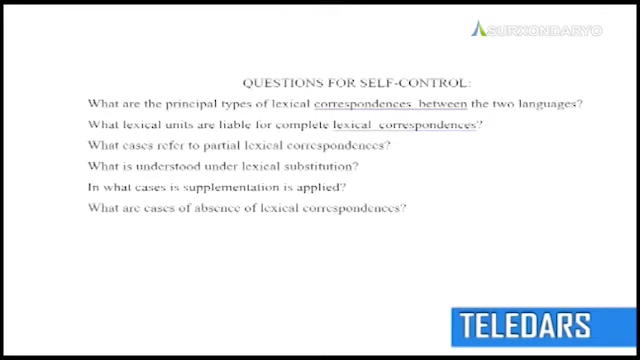 SURXONDARYO
QUESTIONS FOR SELF-CONTROL:
What are the principal types of lexical correspondences between the two languages?
What lexical units are liable for complete lexical correspondences?
What cases refer to partial lexical correspondences?
What is understood under lexical substitution?
In what cases is supplementation is applied?
What are cases of absence of lexical correspondences?
TELEDARS